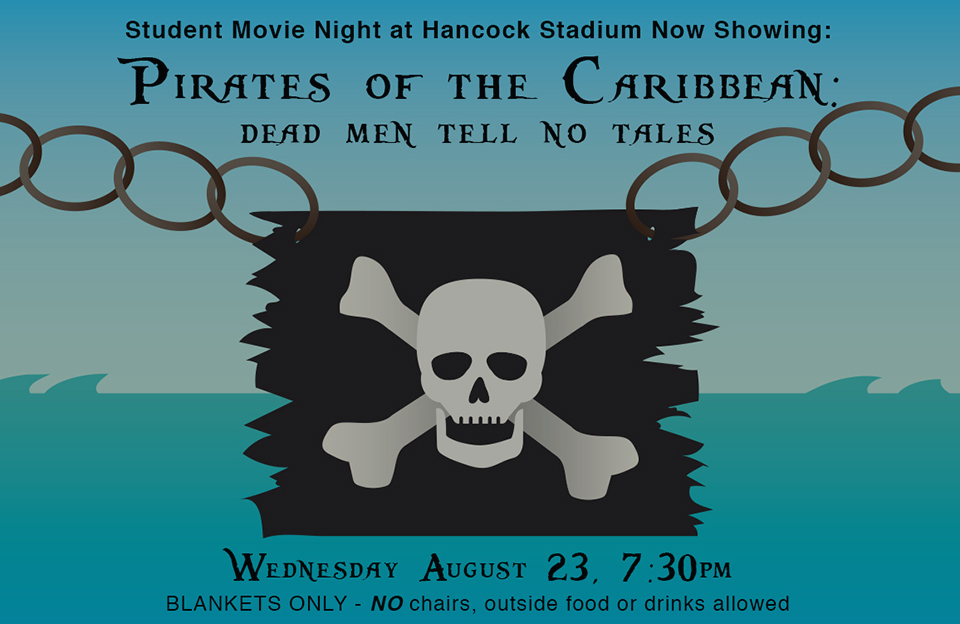 Student Movie Night at Hancock Stadium Now Showing:
Pirates of the Caribbean:
dead men tell no tales
Wednesday August 23, 7:30pm
BLANKETS ONLY - NO chairs, outside food or drinks allowed